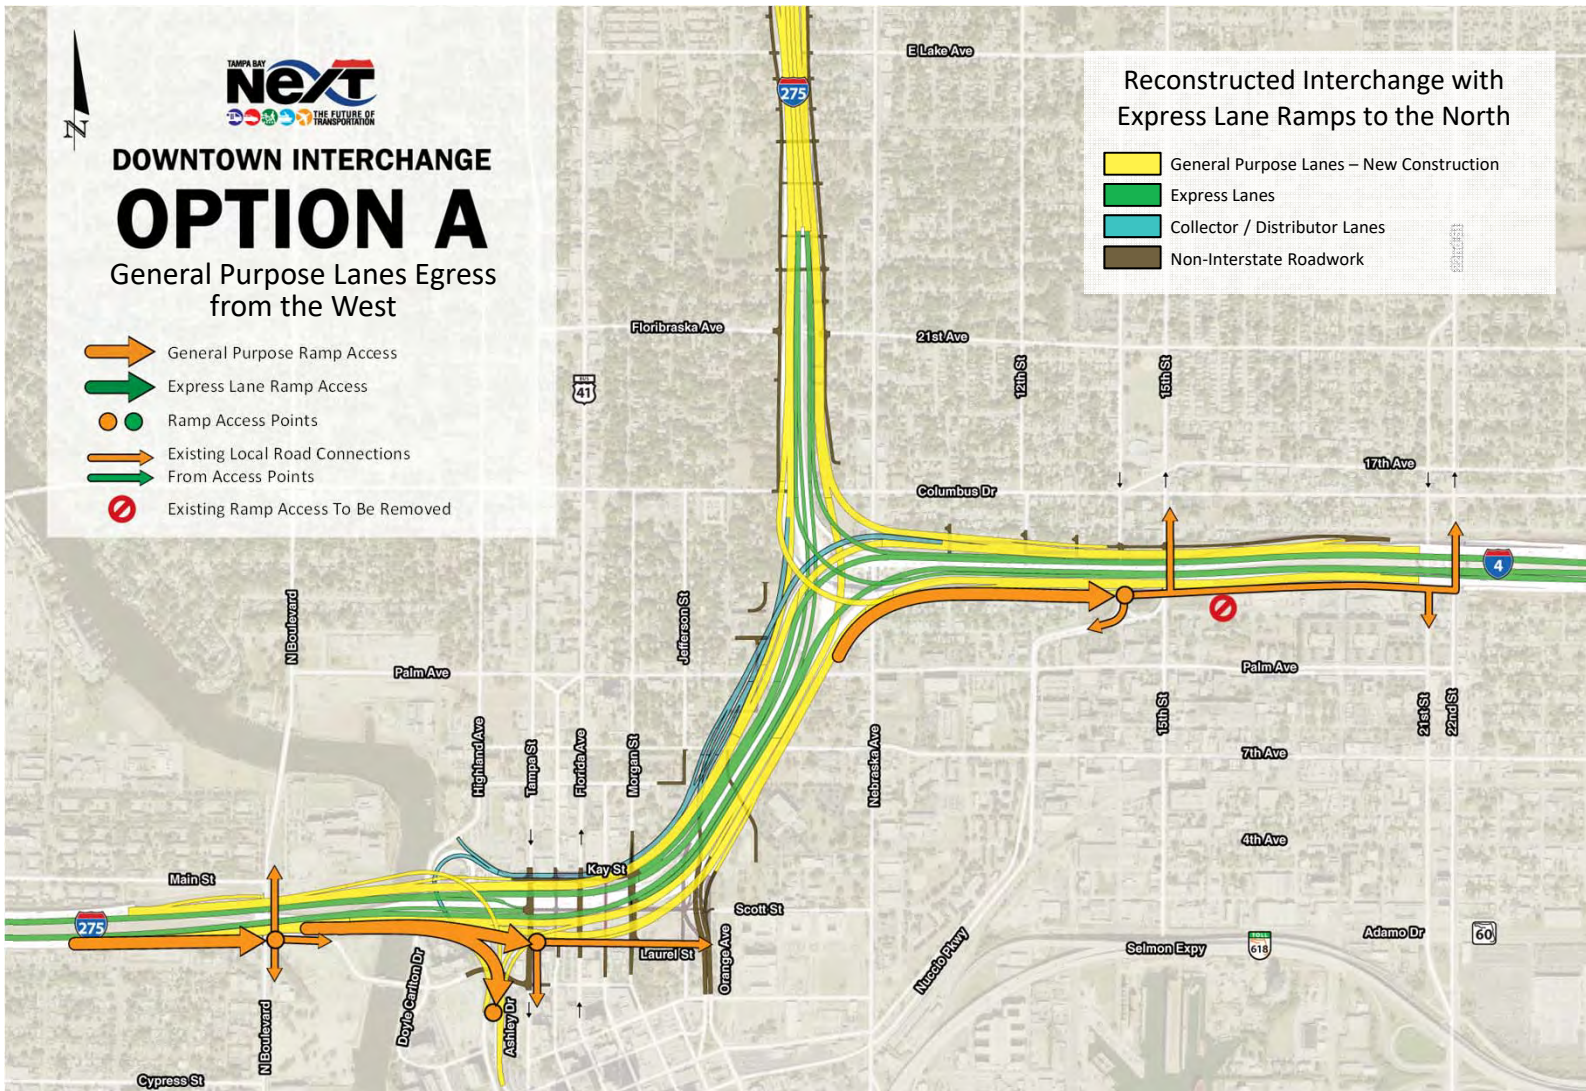 TAMPA BAY
NexT
THE FUTURE OF
TRANSPORTATION
N
DOWNTOWN INTERCHANGE
OPTION A
General Purpose Lanes Egress
from the West
General Purpose Ramp Access
Express Lane Ramp Access
Ramp Access Points
Existing Local Road Connections
From Access Points
Existing Ramp Access To Be Removed
Reconstructed Interchange with
Express Lane Ramps to the North
General Purpose Lanes – New Construction
Express Lanes
Collector / Distributor Lanes
Non-Interstate Roadwork
E Lake Ave
275
Floribraska Ave
21st Ave
12th St
15th St
41
17th Ave
Columbus Dr
4
N Boulevard
Jefferson St
Palm Ave
Palm Ave
Highland Ave
Tampa St
Florida Ave
Morgan St
Nebraska Ave
15th St
21st St
22nd St
7th Ave
4th Ave
Kay St
Main St
275
Scott St
Laurel St
Orange Ave
Nuccio Pkwy
Selmon Expy
TOLL
618
Adamo Dr
60
N Boulevard
Doyle Carlton Dr
Ashley Dr
Cypress St